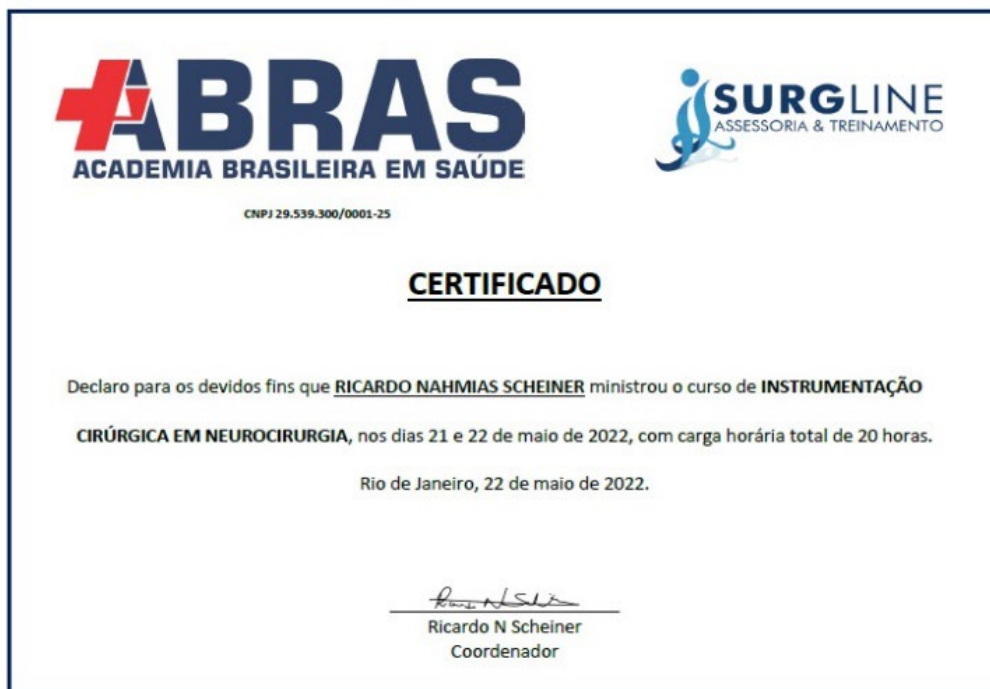 ABRAS
ACADEMIA BRASILEIRA EM SAÚDE
SURGLINE
ASSESSORIA & TREINAMENTO
CNPJ 29.539.300/0001-25
CERTIFICADO
Declaro para os devidos fins que RICARDO NAHMIAS SCHEINER ministrou o curso de INSTRUMENTAÇÃO
CIRÚRGICA EM NEUROCIRURGIA, nos dias 21 e 22 de maio de 2022, com carga horária total de 20 horas.
Rio de Janeiro, 22 de maio de 2022.
Ricardo N Scheiner
Coordenador